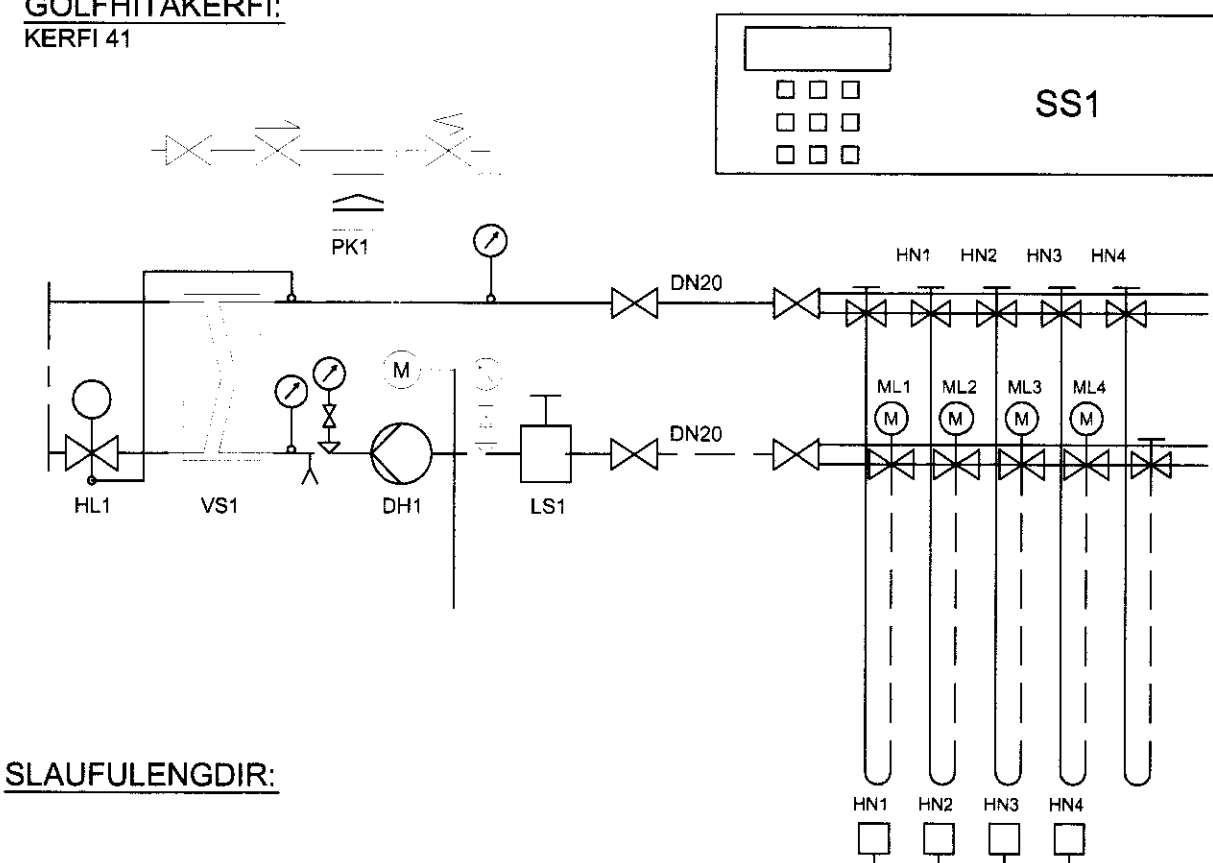 GÓLFHITAKERFI:
KERFI 41
SS1
PK1
HN1 HN2 HN3 HN4
DN20
M
ML1 ML2 ML3 ML4
M M M M
DN20
HL1 VS1 DH1 LS1
SLAUFULENGDIR:
HN1 HN2 HN3 HN4